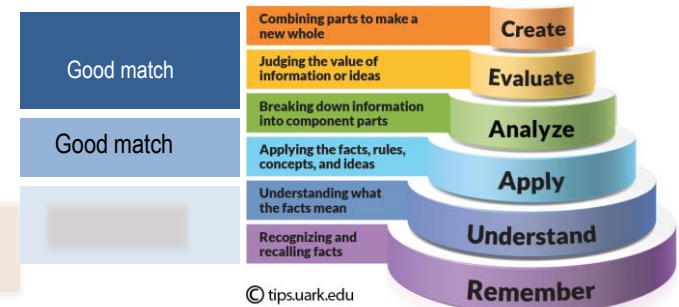 Good match
Good match
Combining parts to make a
new whole
Create
Judging the value of
information or ideas
Evaluate
Breaking down information
into component parts
Analyze
Applying the facts, rules,
concepts, and ideas
Apply
Understanding what
the facts mean
Understand
Recognizing and
recalling facts
Remember
© tips.uark.edu